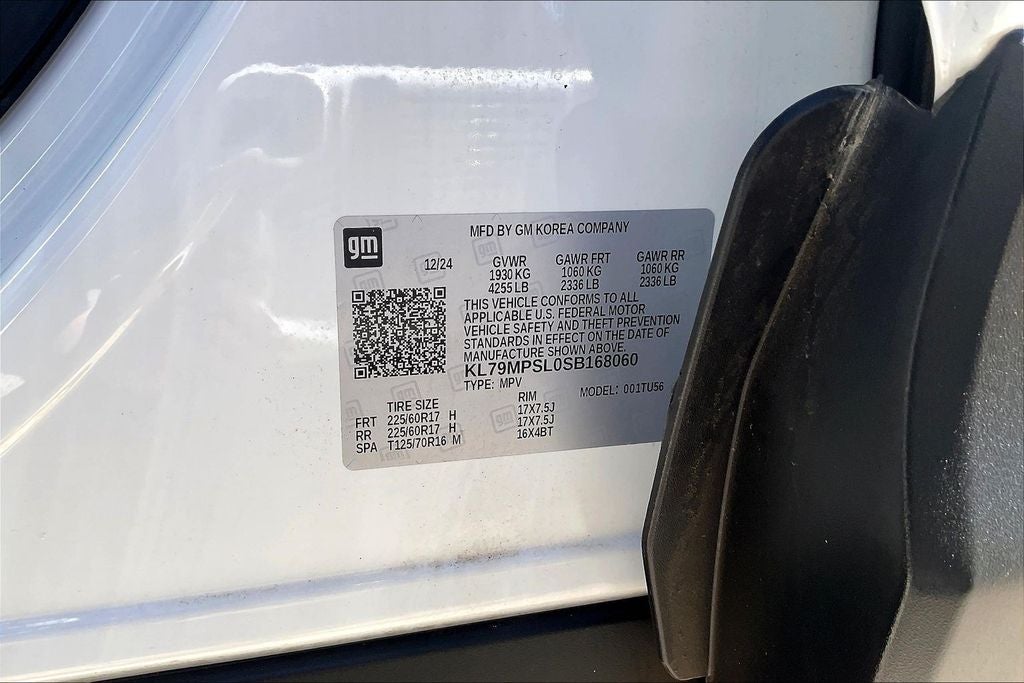 gm
MFD BY GM KOREA COMPANY
12/24
GVWR GAWR FRT GAWR RR
1930 KG 1060 KG 1060 KG
4255 LB 2336 LB 2336 LB
THIS VEHICLE CONFORMS TO ALL
APPLICABLE U.S. FEDERAL MOTOR
VEHICLE SAFETY AND THEFT PREVENTION
STANDARDS IN EFFECT ON THE DATE OF
MANUFACTURE SHOWN ABOVE.
KL79MPSL0SB168060
TYPE: MPV MODEL: 001TU56
TIRE SIZE RIM
FRT 225/60R17 H 17X7.5J
RR 225/60R17 H 17X7.5J
SPA T125/70R16 M 16X4BT